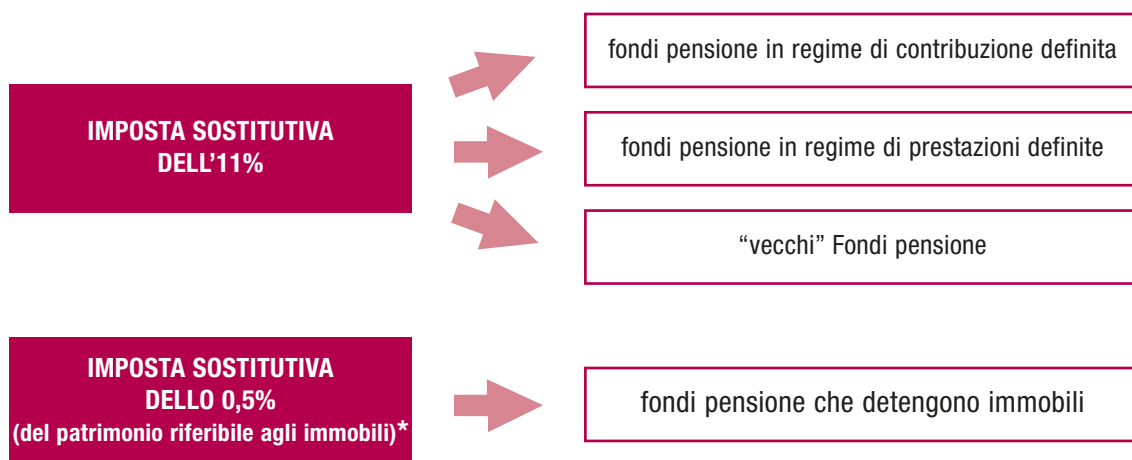 IMPOSTA SOSTITUTIVA
DELL’11%
fondi pensione in regime di contribuzione definita
fondi pensione in regime di prestazioni definite
“vecchi” Fondi pensione
IMPOSTA SOSTITUTIVA
DELLO 0,5%
(del patrimonio riferibile agli immobili)*
fondi pensione che detengono immobili